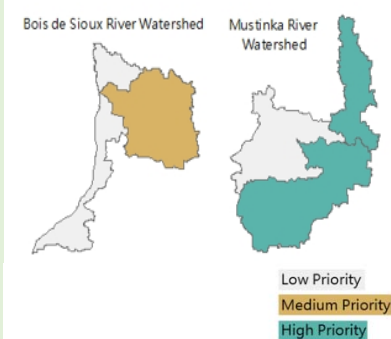 Bois de Sioux River Watershed
Mustinka River
Watershed
Low Priority
Medium Priority
High Priority